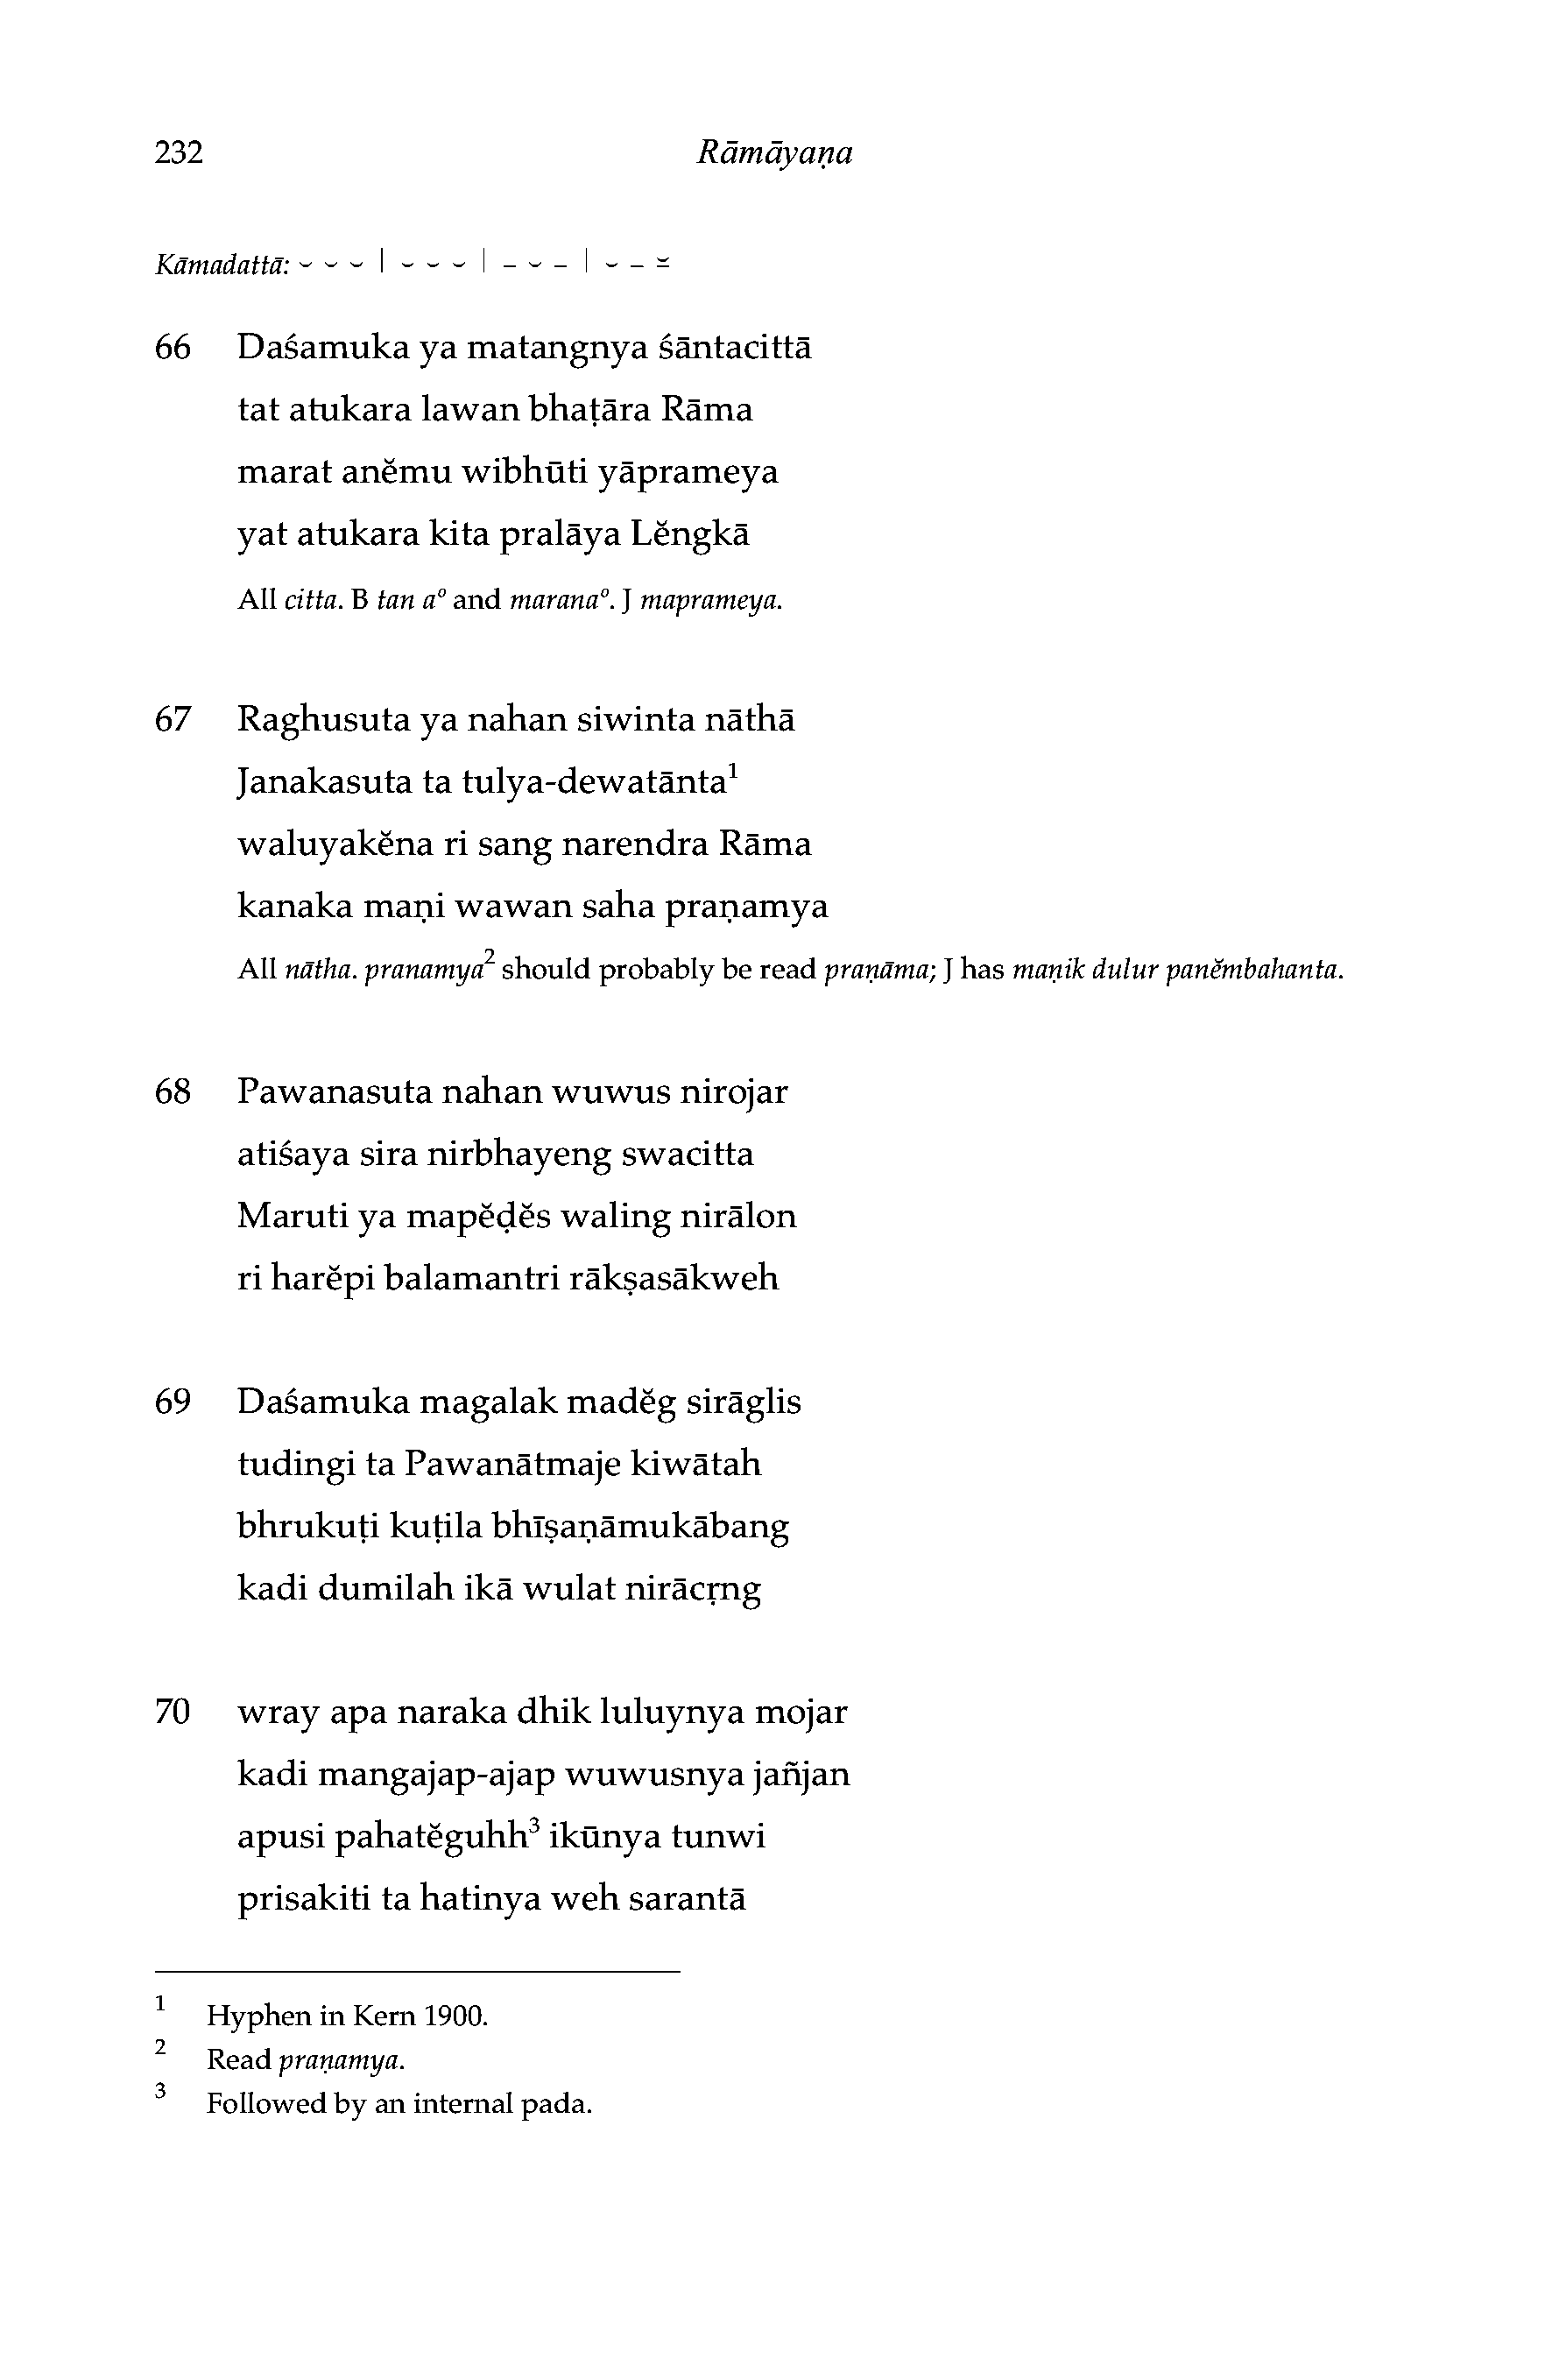 232 Rāmāyaṇa
Kāmadattā: ⏑ ⏑ ⏑ | ⏑ ⏑ ⏑ | – ⏑ – | ⏑ – ⏓
66 Daśamuka ya matangnya śāntacittā
tat atukara lawan bhaṭāra Rāma
marat anĕmu wibhūti yāprameya
yat atukara kita pralāya Lĕngkā
All citta. B tan a° and marana°. J maprameya.
67 Raghusuta ya nahan siwinta nāthā
Janakasuta ta tulya-dewatānta¹
waluyakĕna ri sang narendra Rāma
kanaka maṇi wawan saha praṇamya
All nātha. pranamya² should probably be read praṇāma; J has maṇik dulur panĕmbahanta.
68 Pawanasuta nahan wuwus nirojar
atiśaya sira nirbhayeng swacitta
Maruti ya mapĕḍĕs waling nirālon
ri harĕpi balamantri rākṣasākweh
69 Daśamuka magalak madĕg sirāglis
tudingi ta Pawanātmaje kiwātah
bhrukuṭi kuṭila bhīṣaṇāmukābang
kadi dumilah ikā wulat nirācṛng
70 wray apa naraka dhik luluynya mojar
kadi mangajap-ajap wuwusnya jañjan
apusi pahatĕguhh³ ikūnya tunwi
prisakiti ta hatinya weh sarantā
1 Hyphen in Kern 1900.
2 Read praṇamya.
3 Followed by an internal pada.